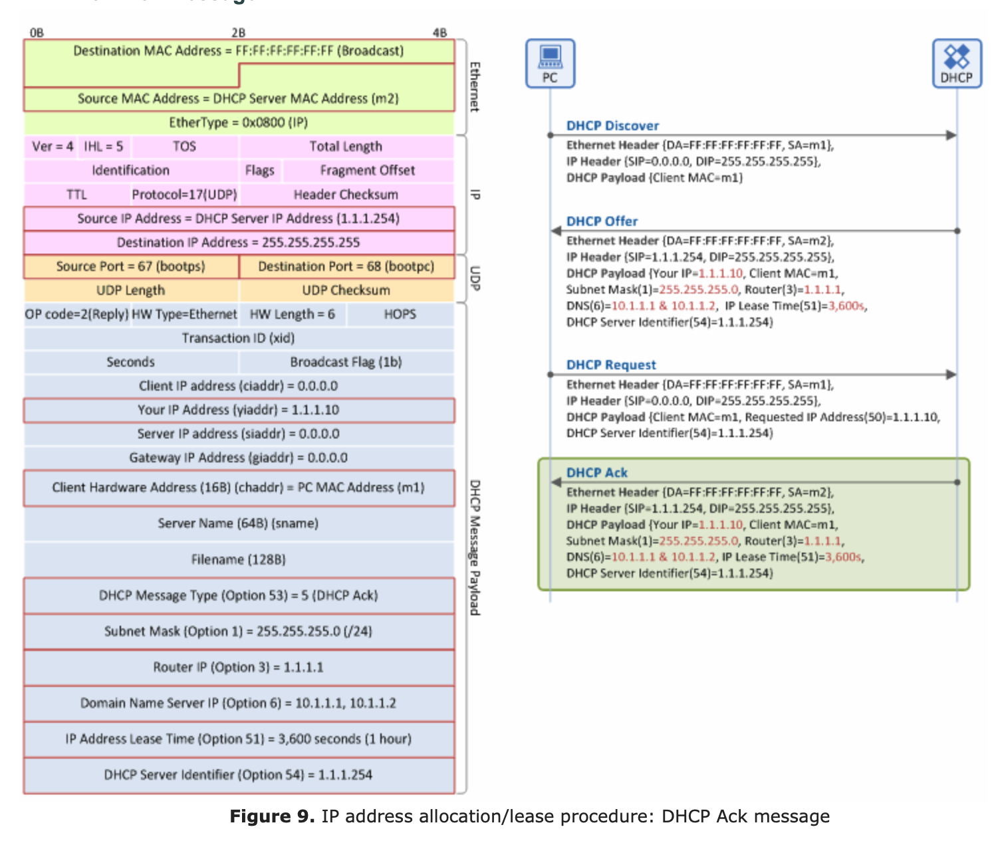 0B 2B 4B
Destination MAC Address = FF:FF:FF:FF:FF:FF (Broadcast)
Source MAC Address = DHCP Server MAC Address (m2)
EtherType = 0x0800 (IP)
Ethernet
Ver = 4 IHL = 5 TOS Total Length
Identification Flags Fragment Offset
TTL Protocol=17(UDP) Header Checksum
Source IP Address = DHCP Server IP Address (1.1.1.254)
Destination IP Address = 255.255.255.255
IP
Source Port = 67 (bootps) Destination Port = 68 (bootpc)
UDP Length UDP Checksum
UDP
OP code=2(Reply) HW Type=Ethernet HW Length = 6 HOPS
Transaction ID (xid)
Seconds Broadcast Flag (1b)
Client IP address (ciaddr) = 0.0.0.0
Your IP Address (yiaddr) = 1.1.1.10
Server IP address (siaddr) = 0.0.0.0
Gateway IP Address (giaddr) = 0.0.0.0
Client Hardware Address (16B) (chaddr) = PC MAC Address (m1)
Server Name (64B) (sname)
Filename (128B)
DHCP Message Type (Option 53) = 5 (DHCP Ack)
Subnet Mask (Option 1) = 255.255.255.0 (/24)
Router IP (Option 3) = 1.1.1.1
Domain Name Server IP (Option 6) = 10.1.1.1, 10.1.1.2
IP Address Lease Time (Option 51) = 3,600 seconds (1 hour)
DHCP Server Identifier (Option 54) = 1.1.1.254
DHCP Message Payload
PC
DHCP
DHCP Discover
Ethernet Header {DA=FF:FF:FF:FF:FF:FF, SA=m1},
IP Header {SIP=0.0.0.0, DIP=255.255.255.255},
DHCP Payload {Client MAC=m1}
DHCP Offer
Ethernet Header {DA=FF:FF:FF:FF:FF:FF, SA=m2},
IP Header {SIP=1.1.1.254, DIP=255.255.255.255},
DHCP Payload {Your IP=1.1.1.10, Client MAC=m1,
Subnet Mask(1)=255.255.255.0, Router(3)=1.1.1.1,
DNS(6)=10.1.1.1 & 10.1.1.2, IP Lease Time(51)=3,600s,
DHCP Server Identifier(54)=1.1.1.254}
DHCP Request
Ethernet Header {DA=FF:FF:FF:FF:FF:FF, SA=m1},
IP Header {SIP=0.0.0.0, DIP=255.255.255.255},
DHCP Payload {Client MAC=m1, Requested IP Address(50)=1.1.1.10,
DHCP Server Identifier(54)=1.1.1.254}
DHCP Ack
Ethernet Header {DA=FF:FF:FF:FF:FF:FF, SA=m2},
IP Header {SIP=1.1.1.254, DIP=255.255.255.255},
DHCP Payload {Your IP=1.1.1.10, Client MAC=m1,
Subnet Mask(1)=255.255.255.0, Router(3)=1.1.1.1,
DNS(6)=10.1.1.1 & 10.1.1.2, IP Lease Time(51)=3,600s,
DHCP Server Identifier(54)=1.1.1.254}
Figure 9. IP address allocation/lease procedure: DHCP Ack message